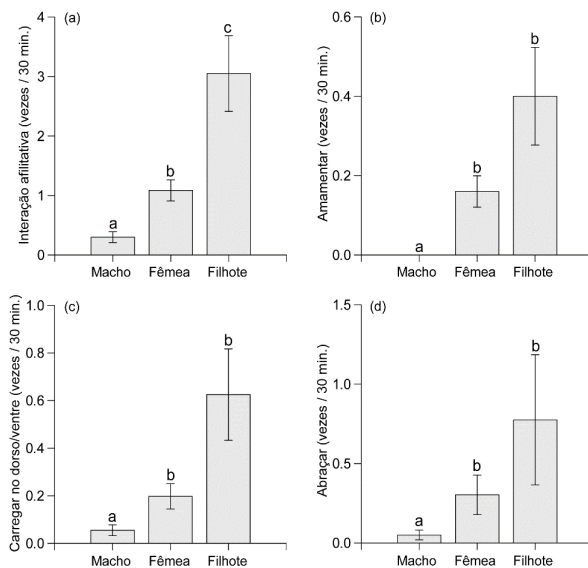 (a)
Interação afilitativa (vezes / 30 min.)
4
3
2
1
0
a
b
c
Macho Fêmea Filhote
(b)
Amamentar (vezes / 30 min.)
0.6
0.4
0.2
0.0
a
b
b
Macho Fêmea Filhote
(c)
Carregar no dorso/ventre (vezes / 30 min.)
1.0
0.8
0.6
0.4
0.2
0.0
a
b
b
Macho Fêmea Filhote
(d)
Abraçar (vezes / 30 min.)
1.5
1.0
0.5
0.0
a
b
b
Macho Fêmea Filhote